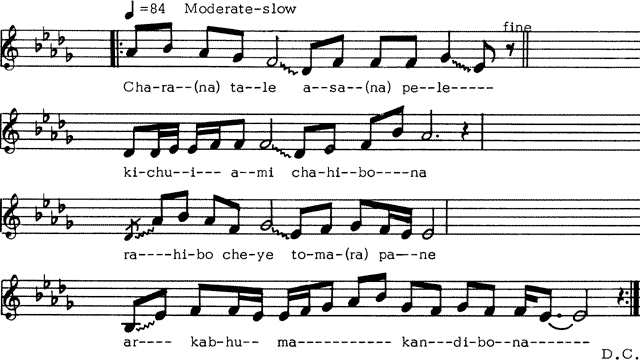 ♩=84 Moderate-slow
fine
Cha-ra--(na) ta--le a--sa--(na) pe--le-----
ki-chu--i--- a--mi cha--hi--bo----na
ra----hi-bo che-ye to-ma-(ra) pa---ne
ar---- kab-hu-- ma------------ kan---di-bo-na-------
D.C.